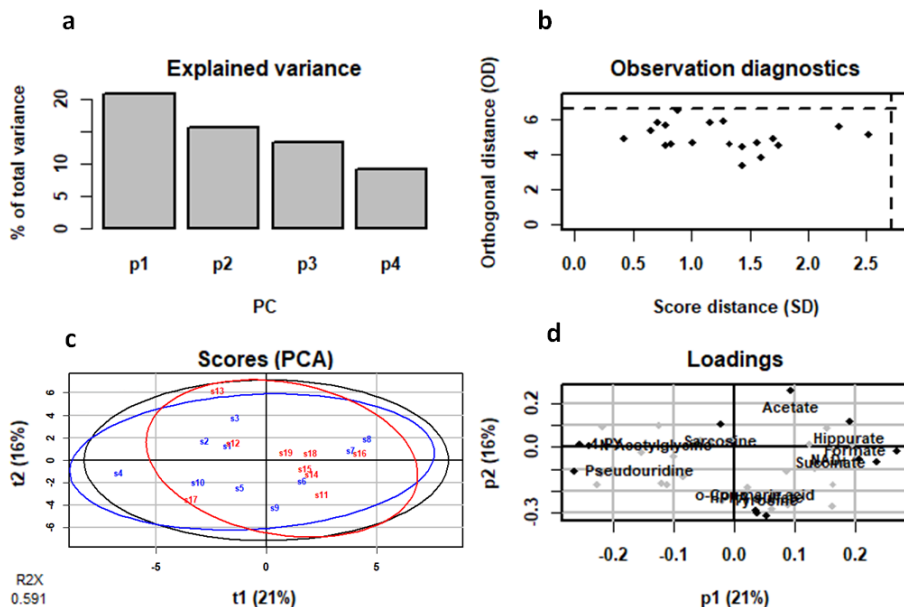 a
Explained variance
% of total variance
20
10
5
0
p1 p2 p3 p4
PC
b
Observation diagnostics
Orthogonal distance (OD)
6
4
2
0
0.0 0.5 1.0 1.5 2.0 2.5
Score distance (SD)
c
Scores (PCA)
t2 (16%)
6
4
2
0
-2
-4
-6
s13
s3
s2
s1
s12
s8
s7
s16
s19
s18
s15
s14
s6
s4
s10
s5
s17
s11
s9
-5 0 5
R2X
0.591
t1 (21%)
d
Loadings
p2 (16%)
0.2
0.0
-0.3
Acetate
Sarcosine
Hippurate
Formate
Succinate
Pseudouridine
Tyrosine
-0.2 -0.1 0.0 0.1 0.2
p1 (21%)